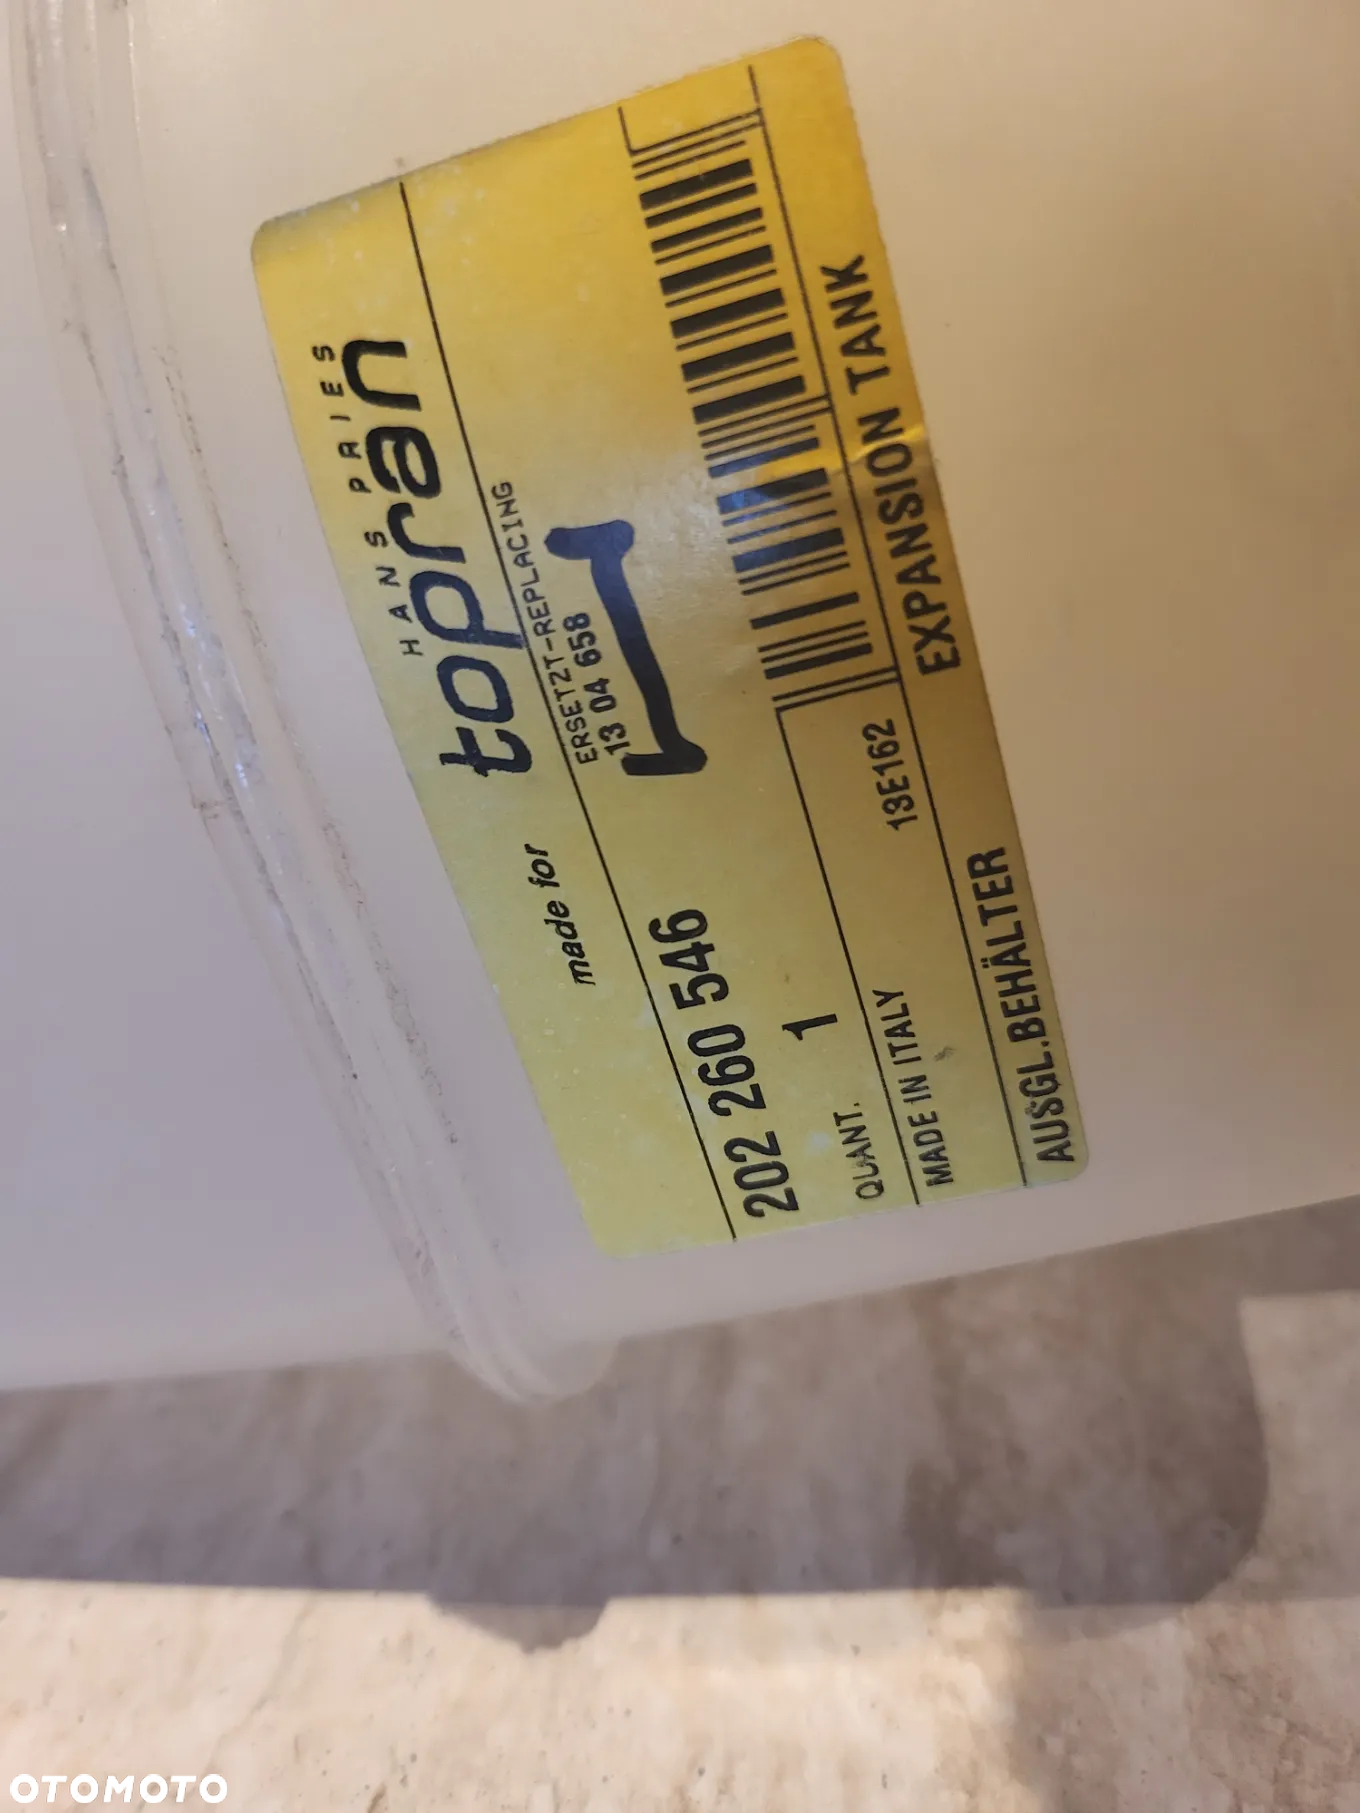 HANS PRIES
made for topran
ERSETZT-REPLACING
13 04 658
202 260 546
QUANT. 1
MADE IN ITALY 13E162
AUSGL.BEHÄLTER EXPANSION TANK
OTOMOTO